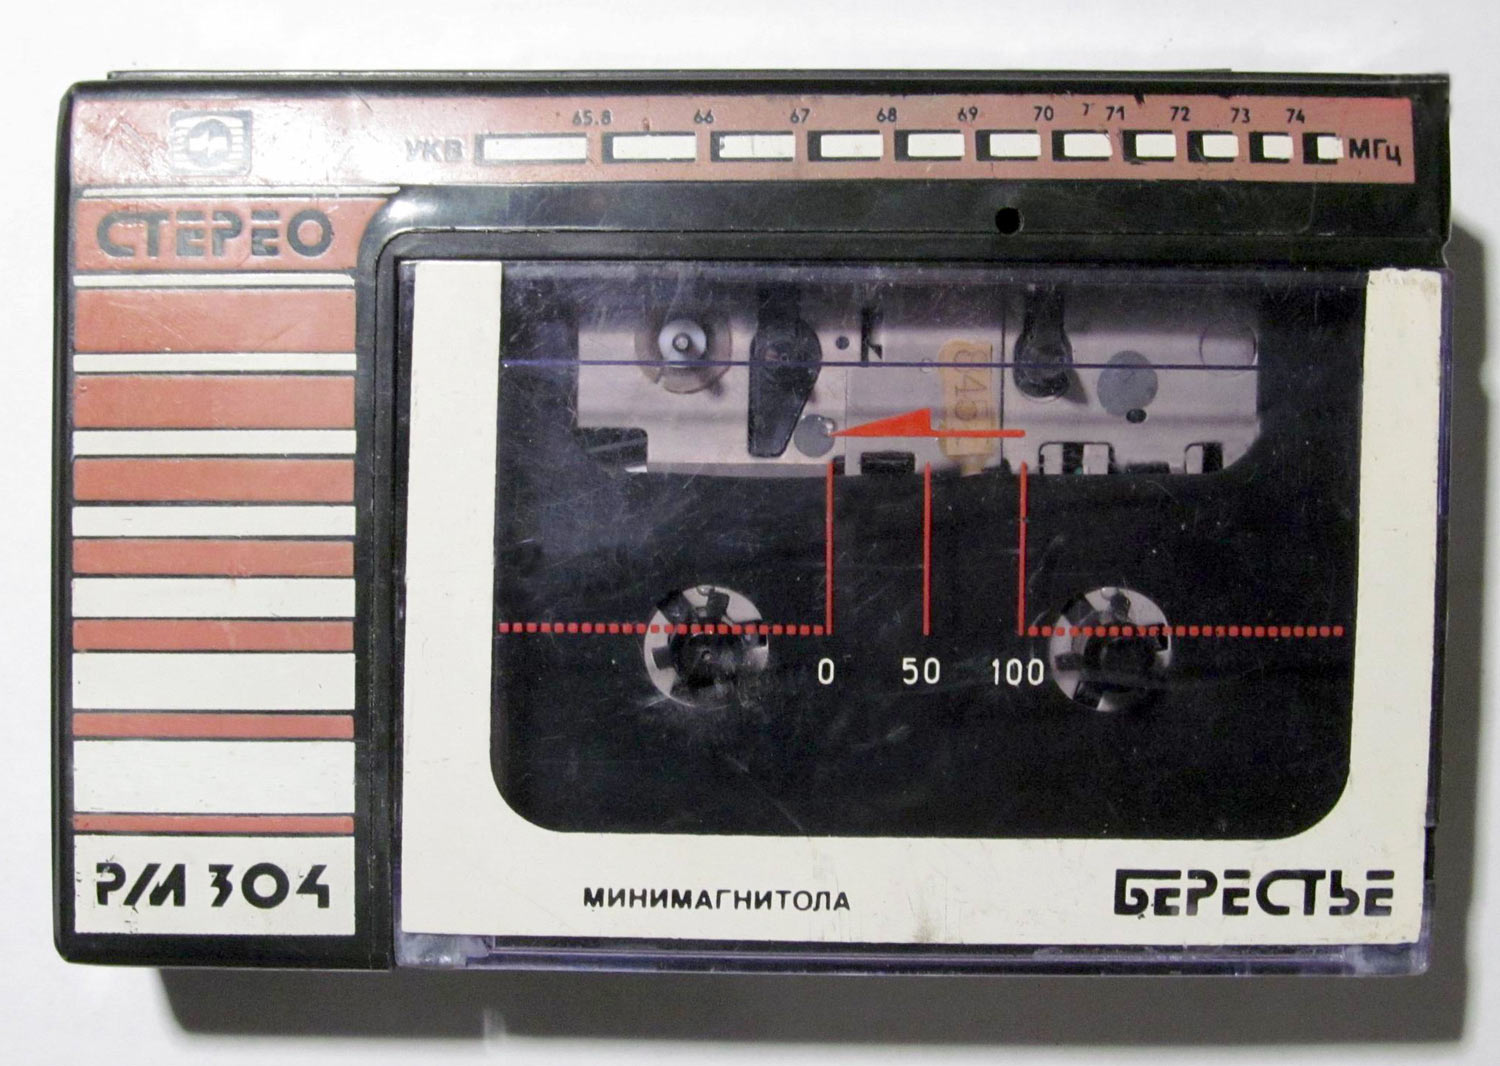 65.8 66 67 68 69 70 71 72 73 74
УКВ МГц
СТЕРЕО
0 50 100
РМ 304
МИНИМАГНИТОЛА
БЕРЕСТЬЕ